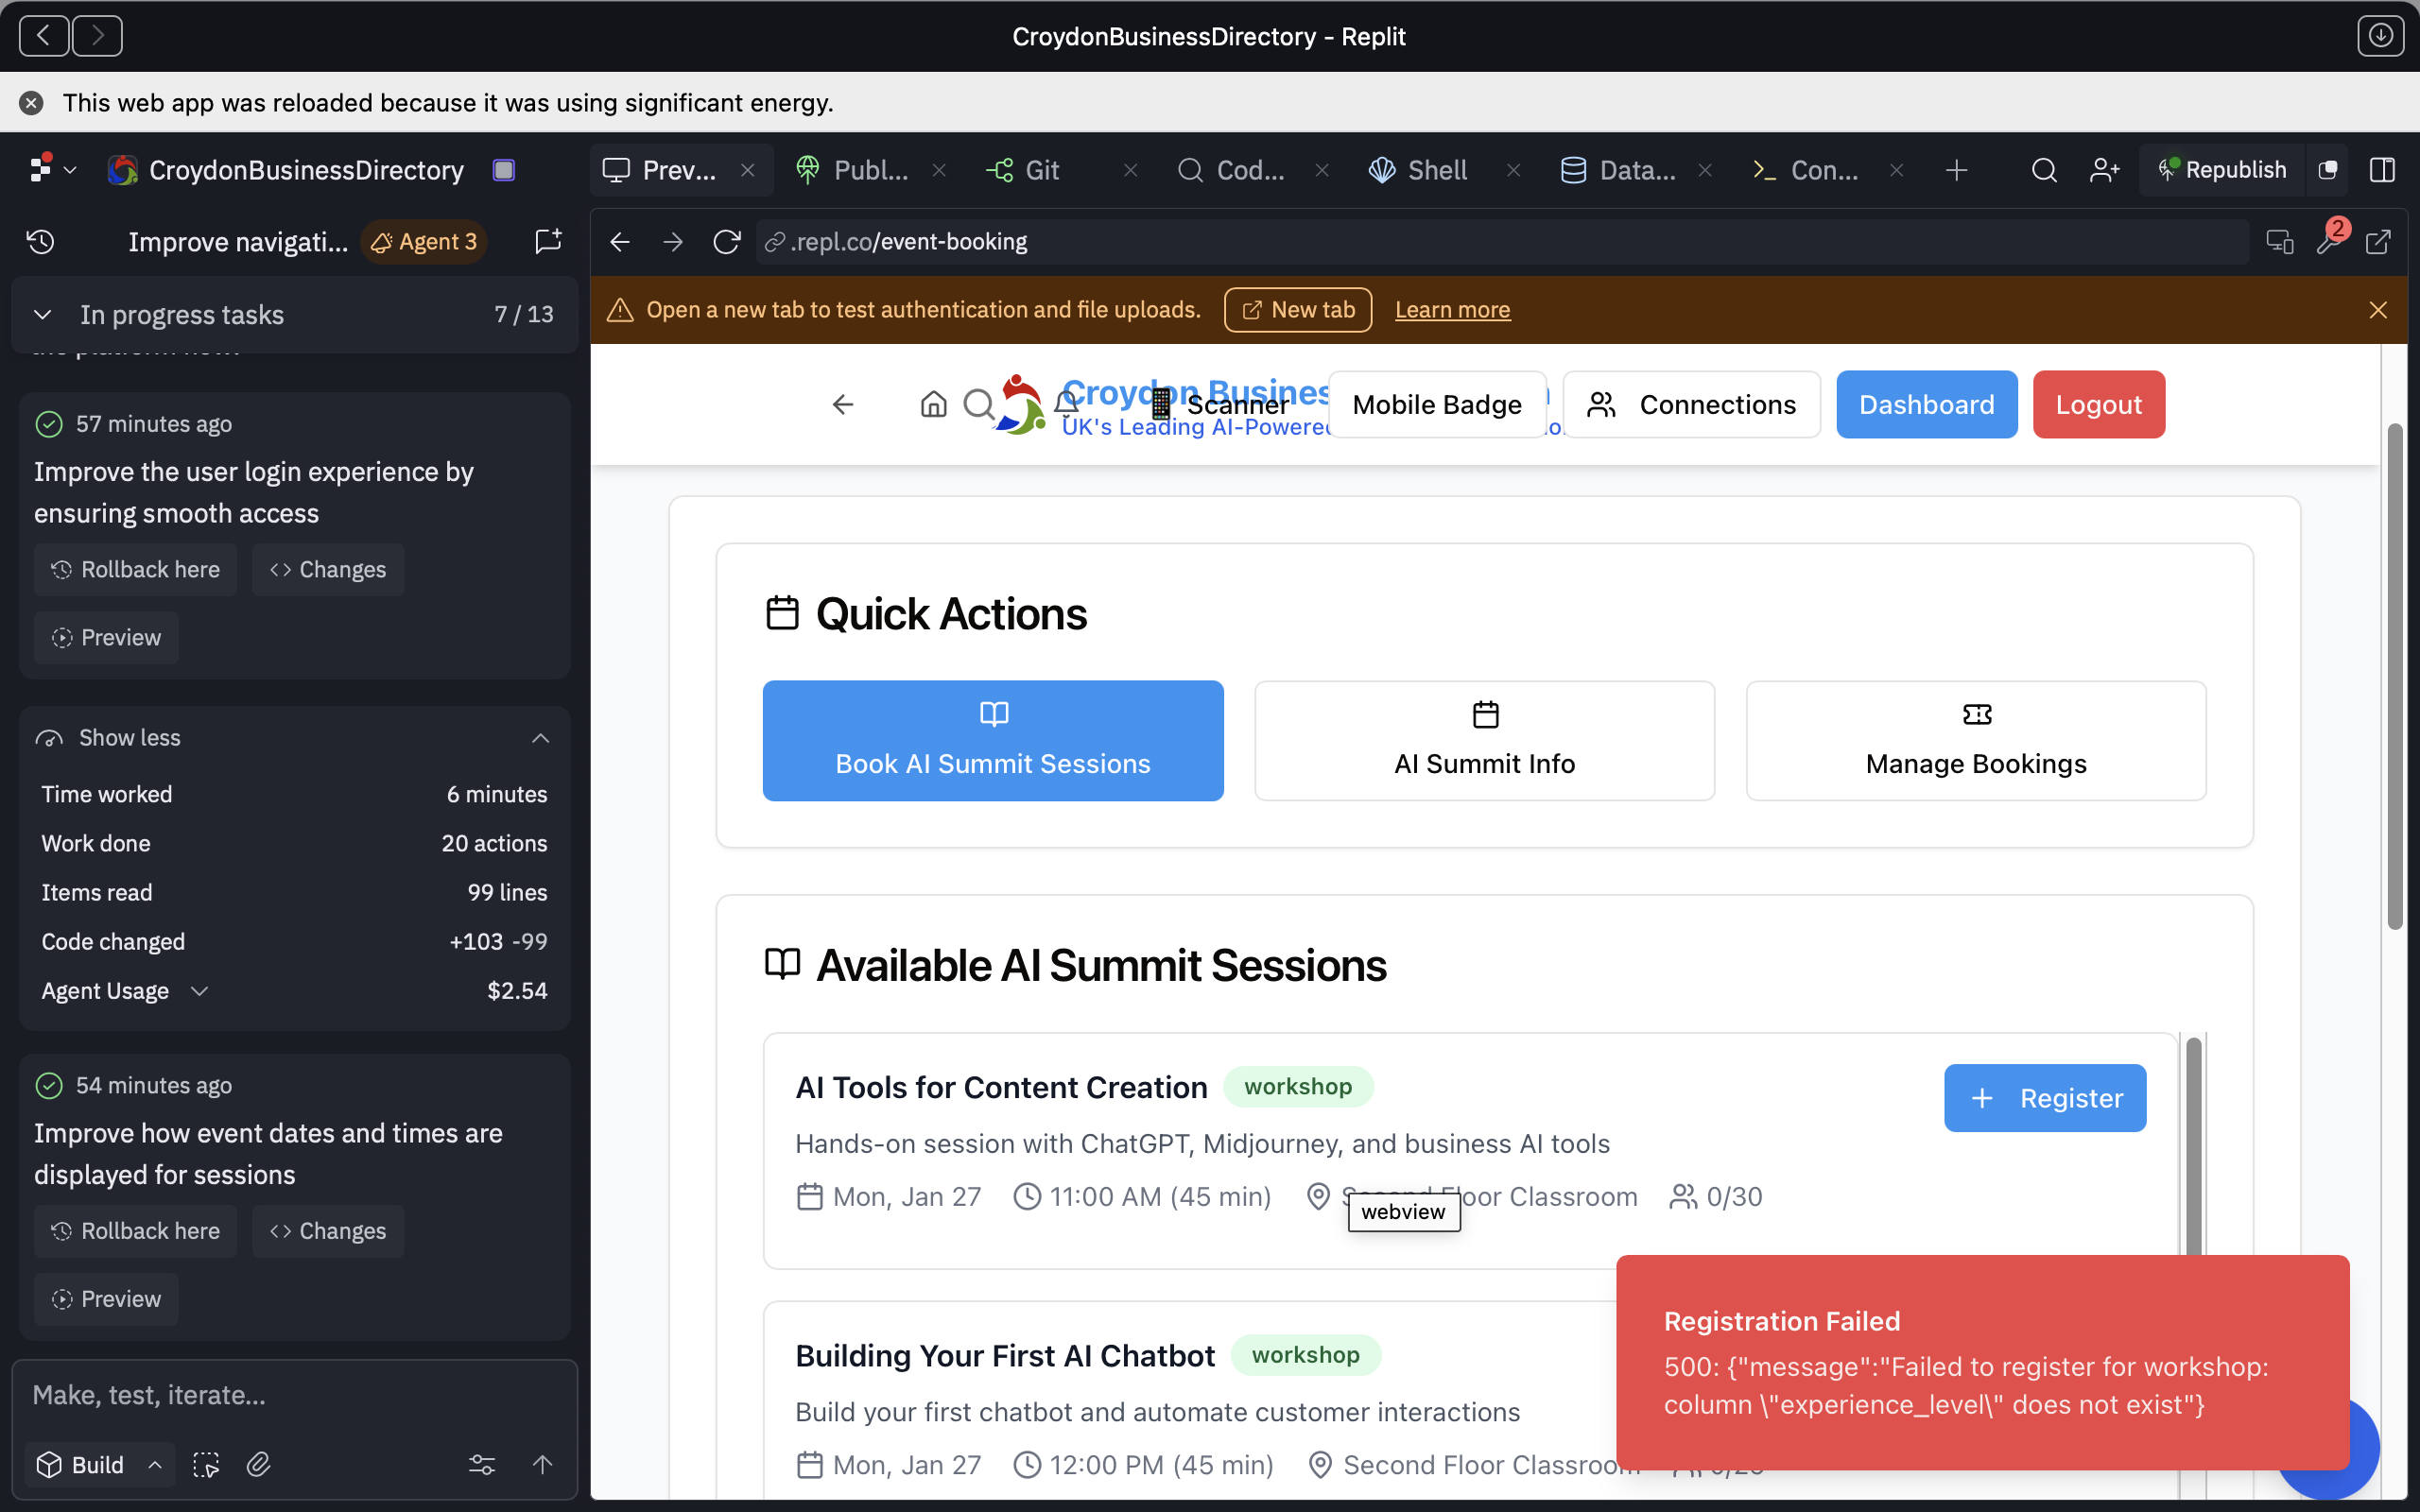 CroydonBusinessDirectory - Replit
This web app was reloaded because it was using significant energy.
CroydonBusinessDirectory
Prev...
Publ...
Git
Cod...
Shell
Data...
Con...
Republish
Improve navigati...
Agent 3
.repl.co/event-booking
2
In progress tasks
7 / 13
Open a new tab to test authentication and file uploads.
New tab
Learn more
57 minutes ago
Improve the user login experience by
ensuring smooth access
Rollback here
Changes
Preview
Show less
Time worked
6 minutes
Work done
20 actions
Items read
99 lines
Code changed
+103 -99
Agent Usage
$2.54
54 minutes ago
Improve how event dates and times are
displayed for sessions
Rollback here
Changes
Preview
Make, test, iterate...
Build
Croydon Busines
UK's Leading AI-Powered
Scanner
Mobile Badge
Connections
Dashboard
Logout
Quick Actions
Book AI Summit Sessions
AI Summit Info
Manage Bookings
Available AI Summit Sessions
AI Tools for Content Creation
workshop
Register
Hands-on session with ChatGPT, Midjourney, and business AI tools
Mon, Jan 27
11:00 AM (45 min)
Second Floor Classroom
0/30
webview
Building Your First AI Chatbot
workshop
Build your first chatbot and automate customer interactions
Mon, Jan 27
12:00 PM (45 min)
Second Floor Classroom
Registration Failed
500: {"message":"Failed to register for workshop:
column \"experience_level\" does not exist"}